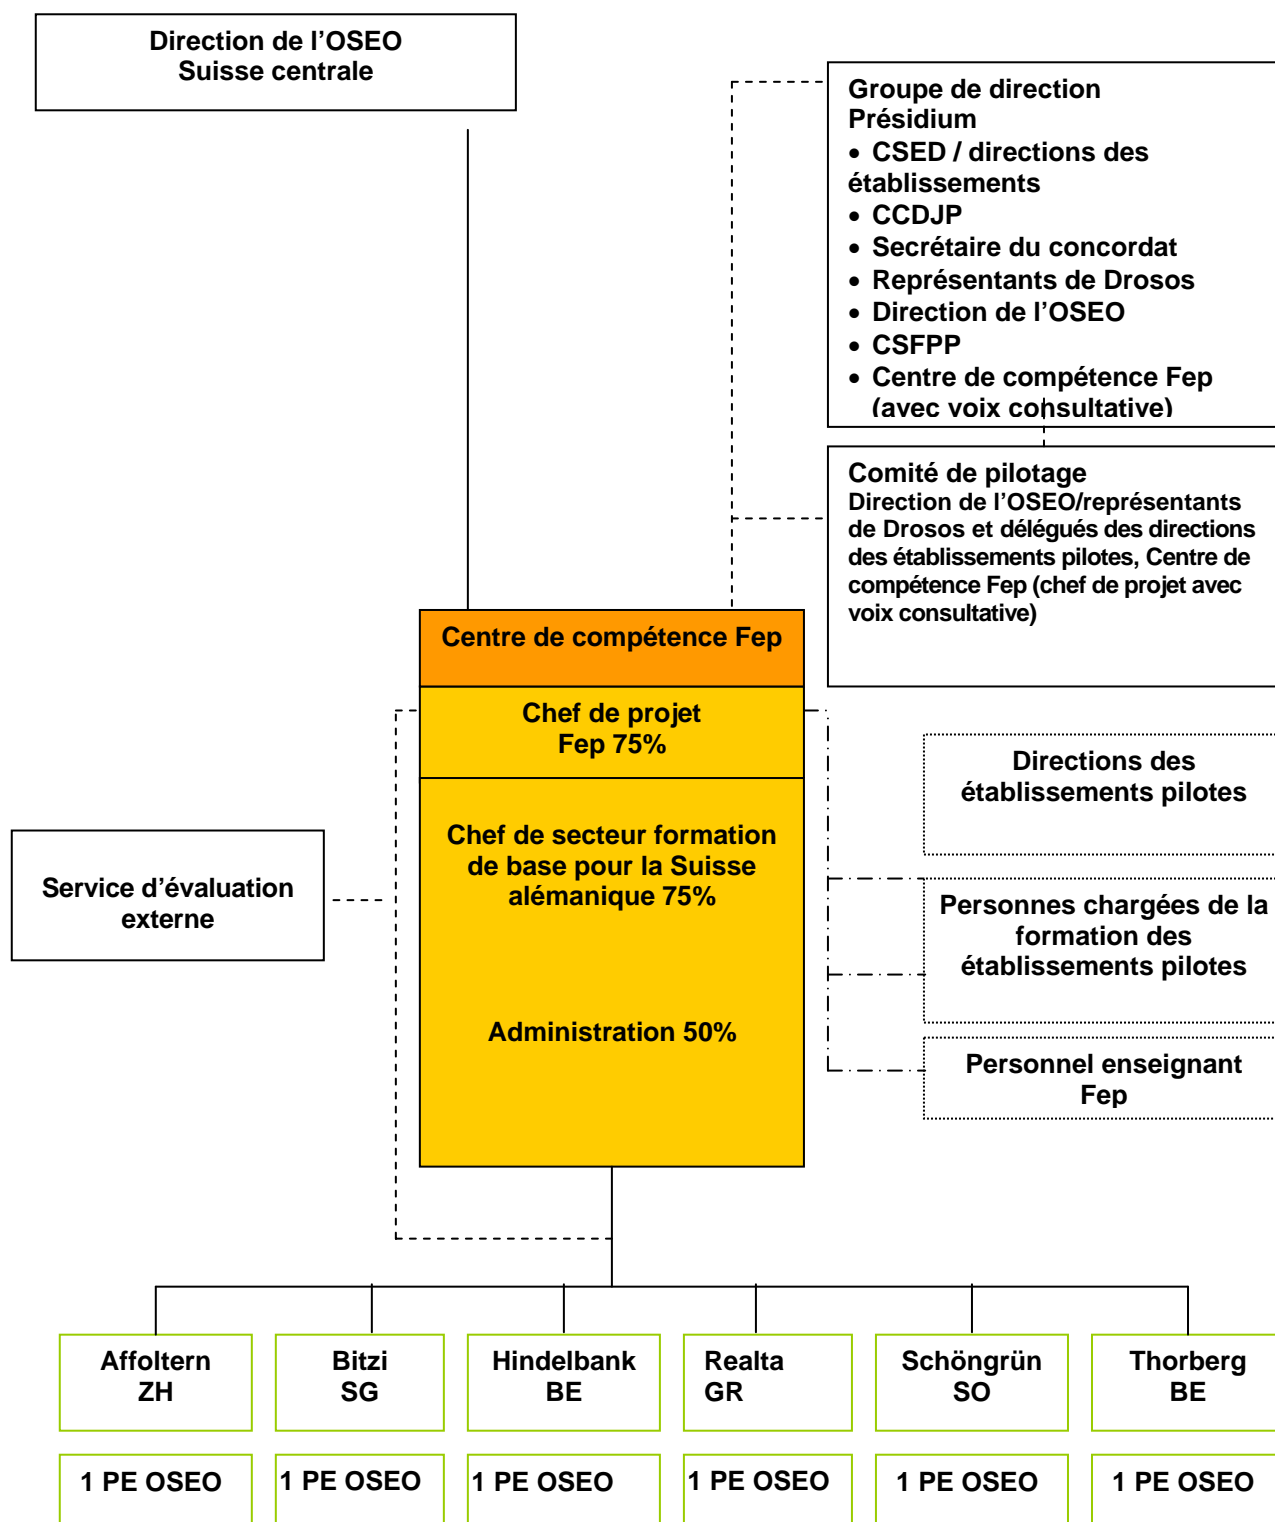 Direction de l’OSEO
Suisse centrale
Groupe de direction
Présidium
• CSED / directions des
établissements
• CCDJP
• Secrétaire du concordat
• Représentants de Drosos
• Direction de l’OSEO
• CSFPP
• Centre de compétence Fep
(avec voix consultative)
Comité de pilotage
Direction de l’OSEO/représentants
de Drosos et délégués des directions
des établissements pilotes, Centre de
compétence Fep (chef de projet avec
voix consultative)
Centre de compétence Fep
Chef de projet
Fep 75%
Chef de secteur formation
de base pour la Suisse
alémanique 75%
Administration 50%
Service d’évaluation
externe
Directions des
établissements pilotes
Personnes chargées de la
formation des
établissements pilotes
Personnel enseignant
Fep
Affoltern
ZH
Bitzi
SG
Hindelbank
BE
Realta
GR
Schöngrün
SO
Thorberg
BE
1 PE OSEO
1 PE OSEO
1 PE OSEO
1 PE OSEO
1 PE OSEO
1 PE OSEO